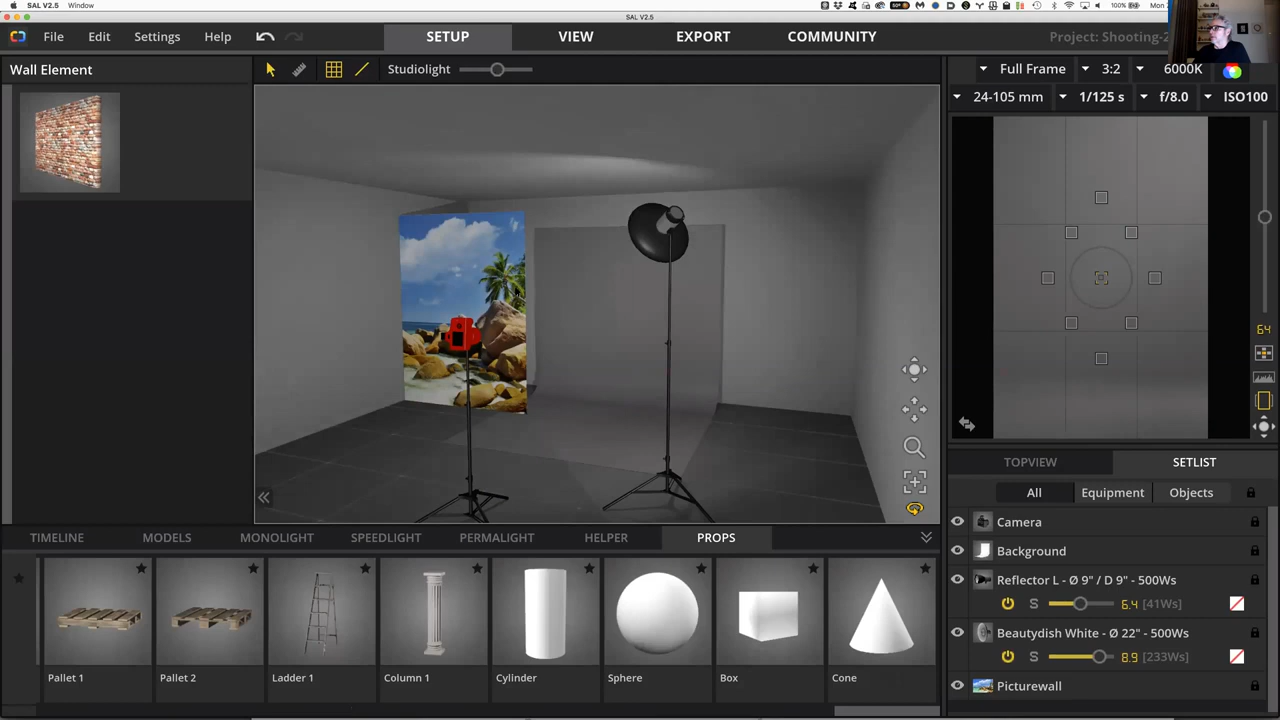 SAL V2.5 Window
100%
Mon 2
SAL V2.5
File Edit Settings Help
SETUP VIEW EXPORT COMMUNITY
Project: Shooting-2
Wall Element
Studiolight
Full Frame 3:2 6000K
24-105 mm 1/125 s f/8.0 ISO100
64
TOPVIEW SETLIST
All Equipment Objects
Camera
Background
Reflector L - Ø 9" / D 9" - 500Ws
S 6.4 [41Ws]
Beautydish White - Ø 22" - 500Ws
S 8.9 [233Ws]
Picturewall
TIMELINE MODELS MONOLIGHT SPEEDLIGHT PERMALIGHT HELPER PROPS
Pallet 1 Pallet 2 Ladder 1 Column 1 Cylinder Sphere Box Cone